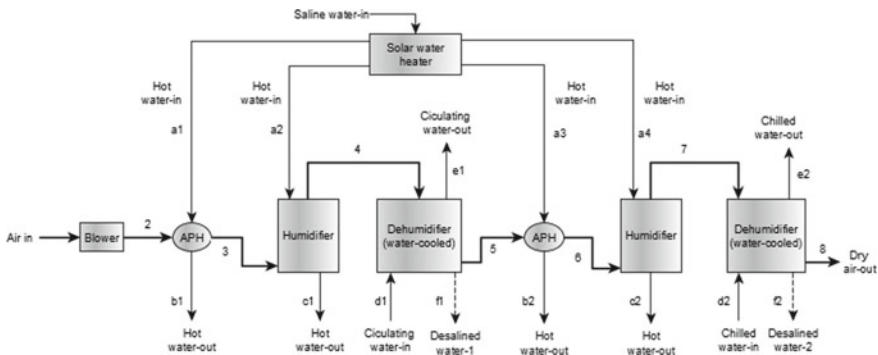 Saline water-in
Solar water
heater
Hot
water-in
a1
Hot
water-in
a2
Ciculating
water-out
e1
Hot
water-in
a3
Hot
water-in
a4
Chilled
water-out
e2
4
7
Air in
Blower
2
APH
3
Humidifier
Dehumidifier
(water-cooled)
5
APH
6
Humidifier
Dehumidifier
(water-cooled)
8
Dry
air-out
b1
c1
d1
f1
b2
c2
d2
f2
Hot
water-out
Hot
water-out
Ciculating
water-in
Desalined
water-1
Hot
water-out
Hot
water-out
Chilled
water-in
Desalined
water-2